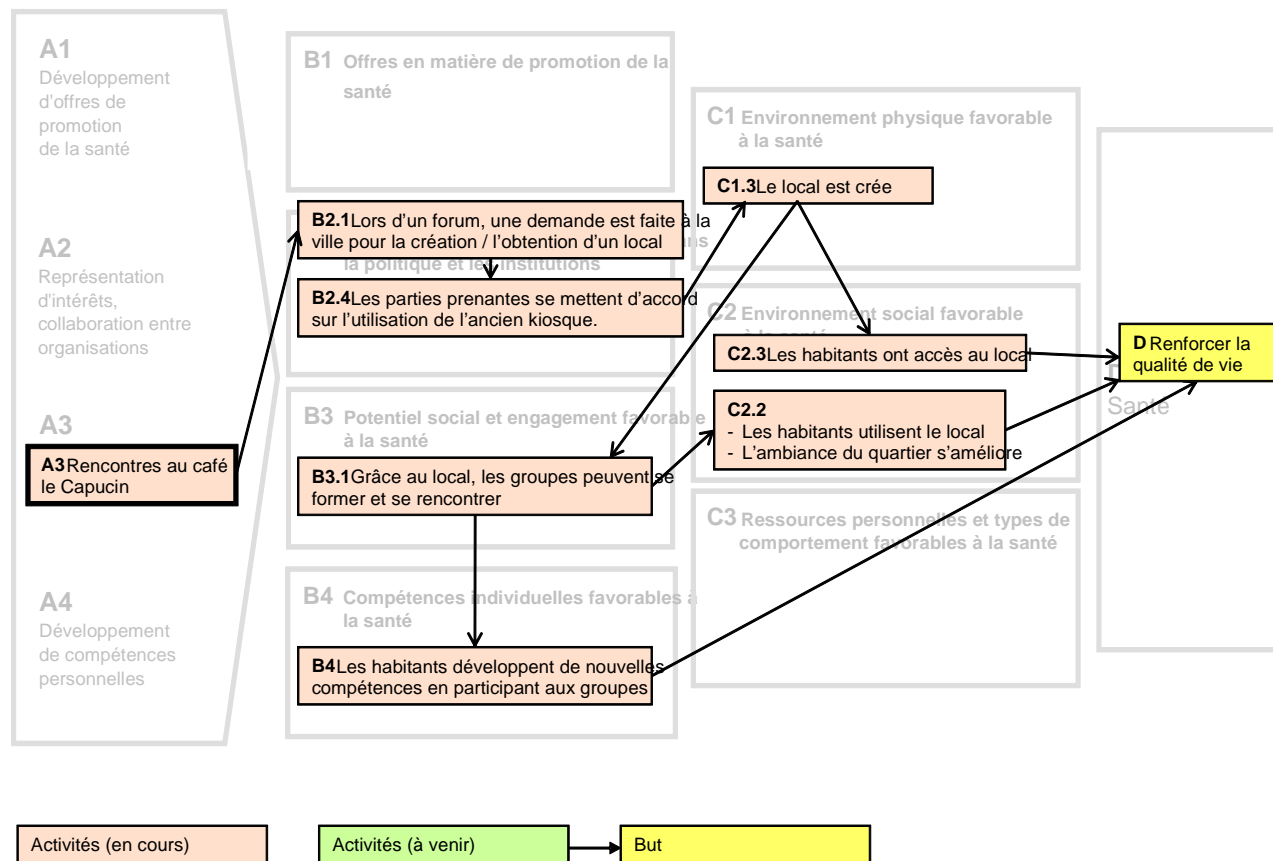 A1
Développement
d'offres de
promotion
de la santé
A2
Représentation
d'intérêts,
collaboration entre
organisations
A3
A3 Rencontres au café
le Capucin
A4
Développement
de compétences
personnelles
B1 Offres en matière de promotion de la
santé
B2.1 Lors d'un forum, une demande est faite à la
ville pour la création / l'obtention d'un local
la politique et les institutions
B2.4 Les parties prenantes se mettent d'accord
sur l'utilisation de l'ancien kiosque.
B3 Potentiel social et engagement favorable
à la santé
B3.1 Grâce au local, les groupes peuvent se
former et se rencontrer
B4 Compétences individuelles favorables à
la santé
B4 Les habitants développent de nouvelles
compétences en participant aux groupes
C1 Environnement physique favorable
à la santé
C1.3 Le local est crée
C2 Environnement social favorable
à la santé
C2.3 Les habitants ont accès au local
C2.2
- Les habitants utilisent le local
- L'ambiance du quartier s'améliore
C3 Ressources personnelles et types de
comportement favorables à la santé
D Renforcer la
qualité de vie
Santé
Activités (en cours)
Activités (à venir)
But